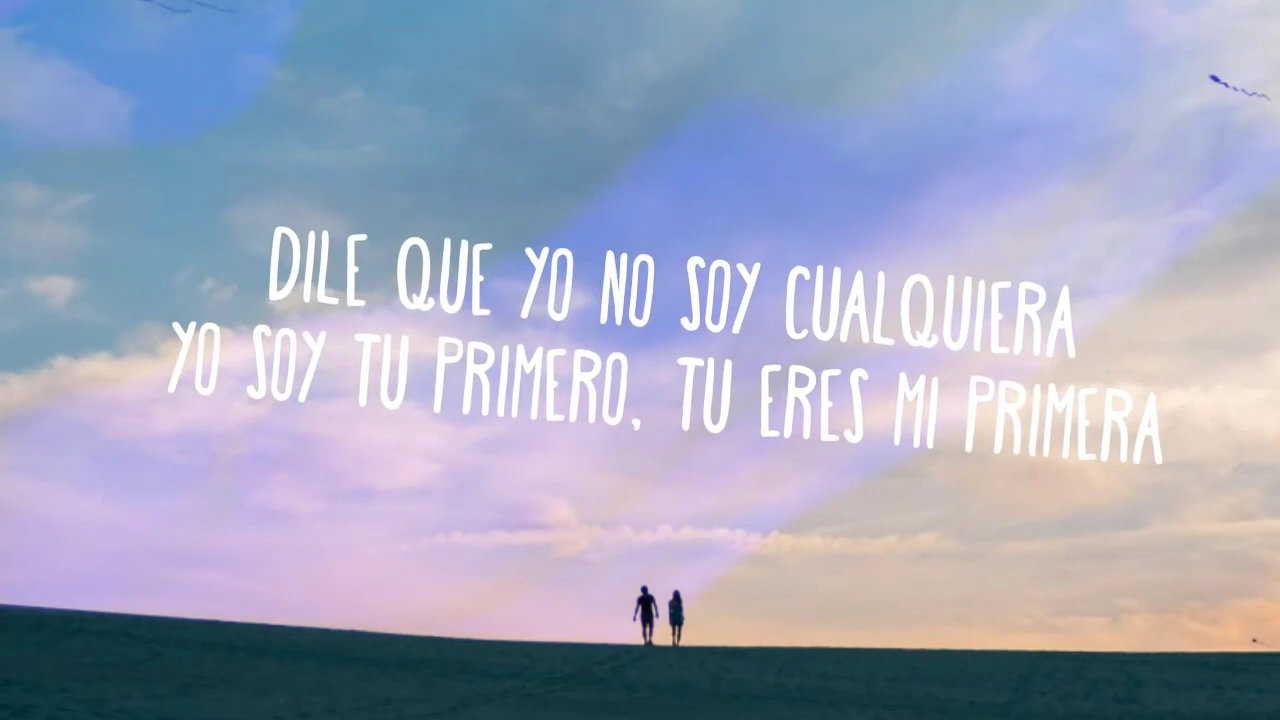 DILE QUE YO NO SOY CUALQUIERA
YO SOY TU PRIMERO, TU ERES MI PRIMERA